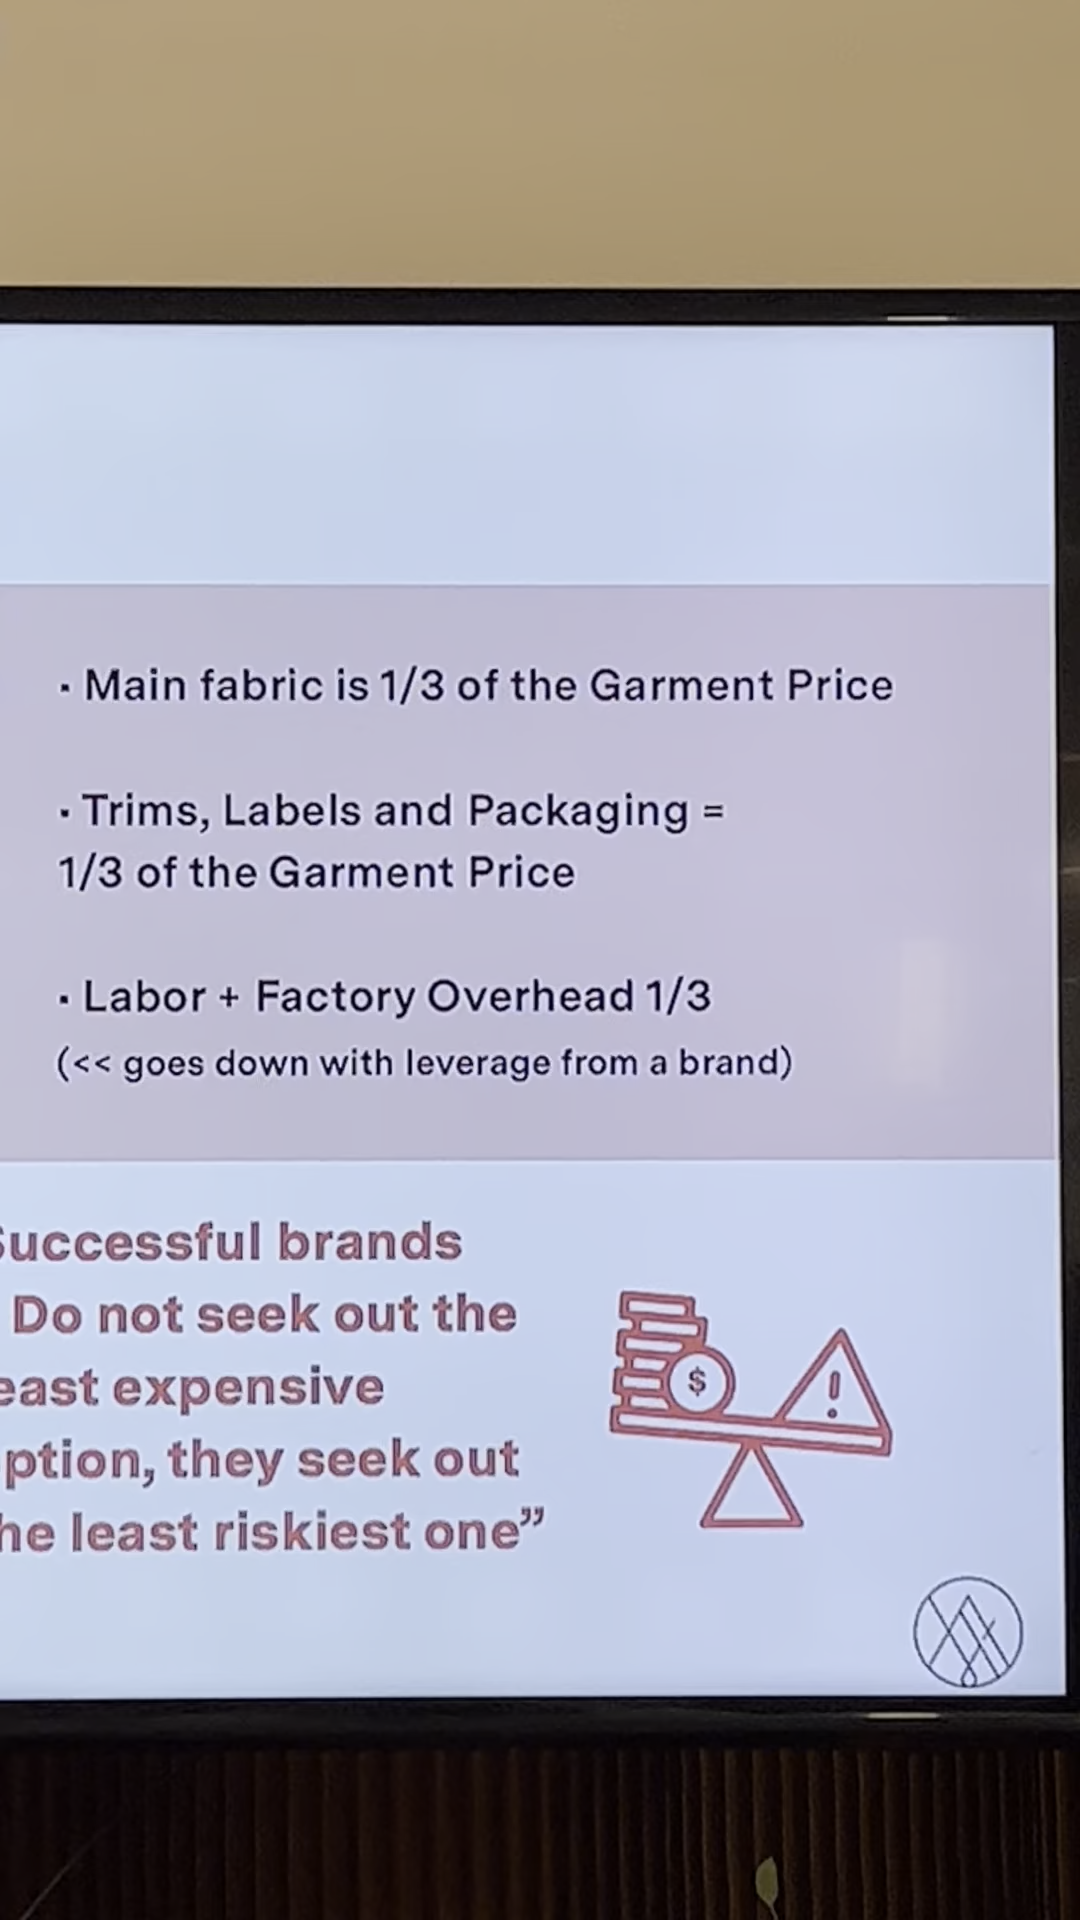 · Main fabric is 1/3 of the Garment Price
· Trims, Labels and Packaging =
1/3 of the Garment Price
· Labor + Factory Overhead 1/3
(<< goes down with leverage from a brand)
Successful brands
Do not seek out the
east expensive
ption, they seek out
he least riskiest one”
$
!